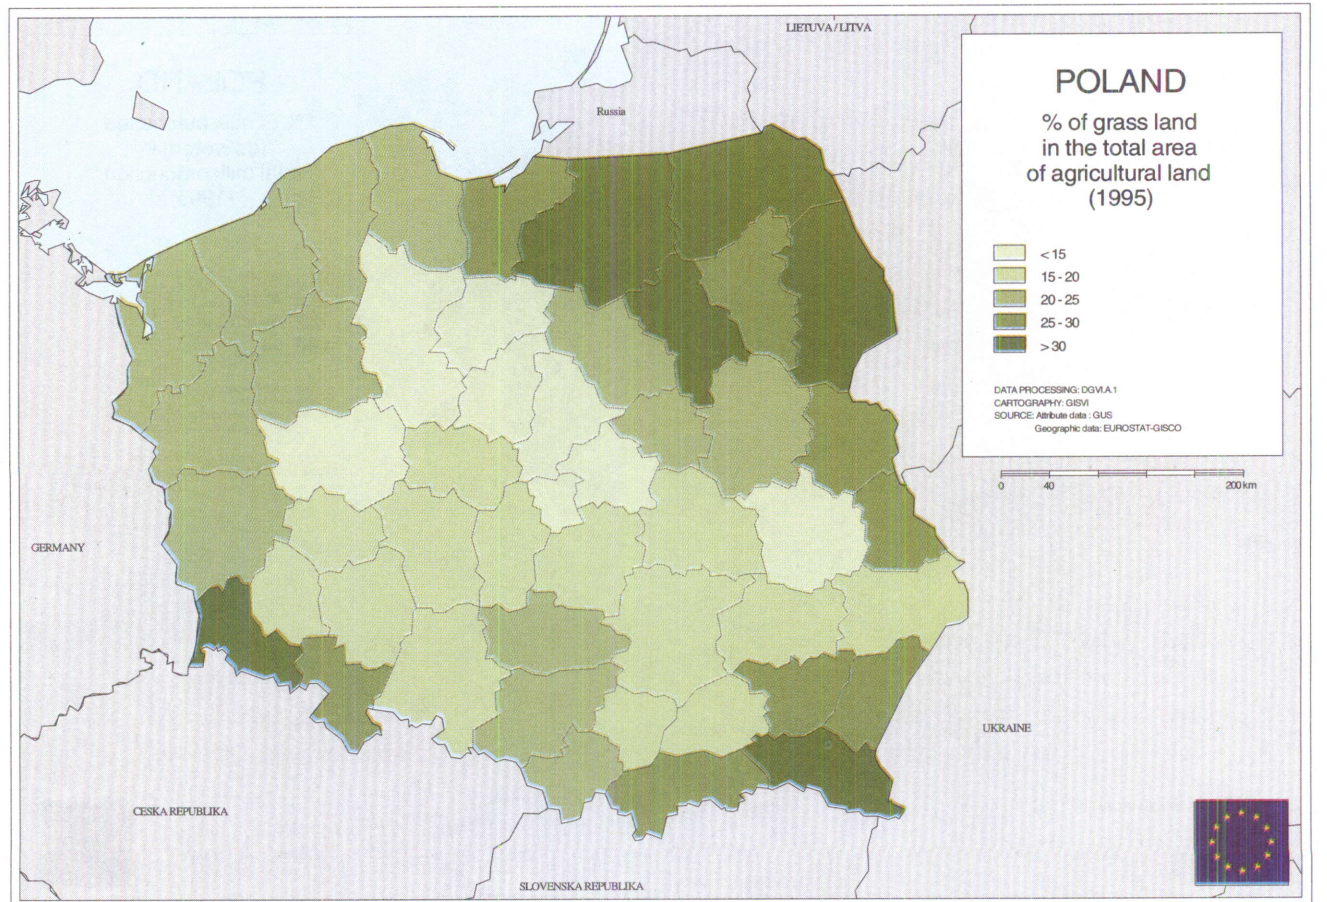 LIETUVA / LITVA
Russia
POLAND
% of grass land
in the total area
of agricultural land
(1995)
< 15
15 - 20
20 - 25
25 - 30
> 30
DATA PROCESSING: DGVI.A.1
CARTOGRAPHY: GISVI
SOURCE: Attribute data : GUS
Geographic data: EUROSTAT-GISCO
0 40 200 km
GERMANY
UKRAINE
CESKA REPUBLIKA
SLOVENSKA REPUBLIKA